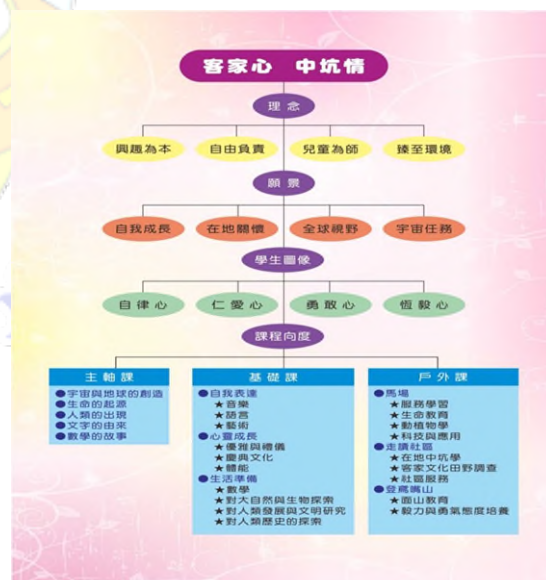 客家心 中坑情
理念
興趣為本 自由負責 兒童為師 臻至環境
願景
自我成長 在地關懷 全球視野 宇宙任務
學生圖像
自律心 仁愛心 勇敢心 恆毅心
課程向度
主軸課
●宇宙與地球的創造
●生命的起源
●人類的出現
●文字的由來
●數學的故事
基礎課
●自我表達
★音樂
★語言
★藝術
●心靈成長
★優雅與禮儀
★慶典文化
★體能
●生活準備
★數學
★對大自然與生物探索
★對人類發展與文明研究
★對人類歷史的探索
戶外課
●馬場
★服務學習
★生命教育
★動植物學
★科技與應用
●走讀社區
★在地中坑學
★客家文化田野調查
★社區服務
●登鳶嘴山
★面山教育
★毅力與勇氣態度培養